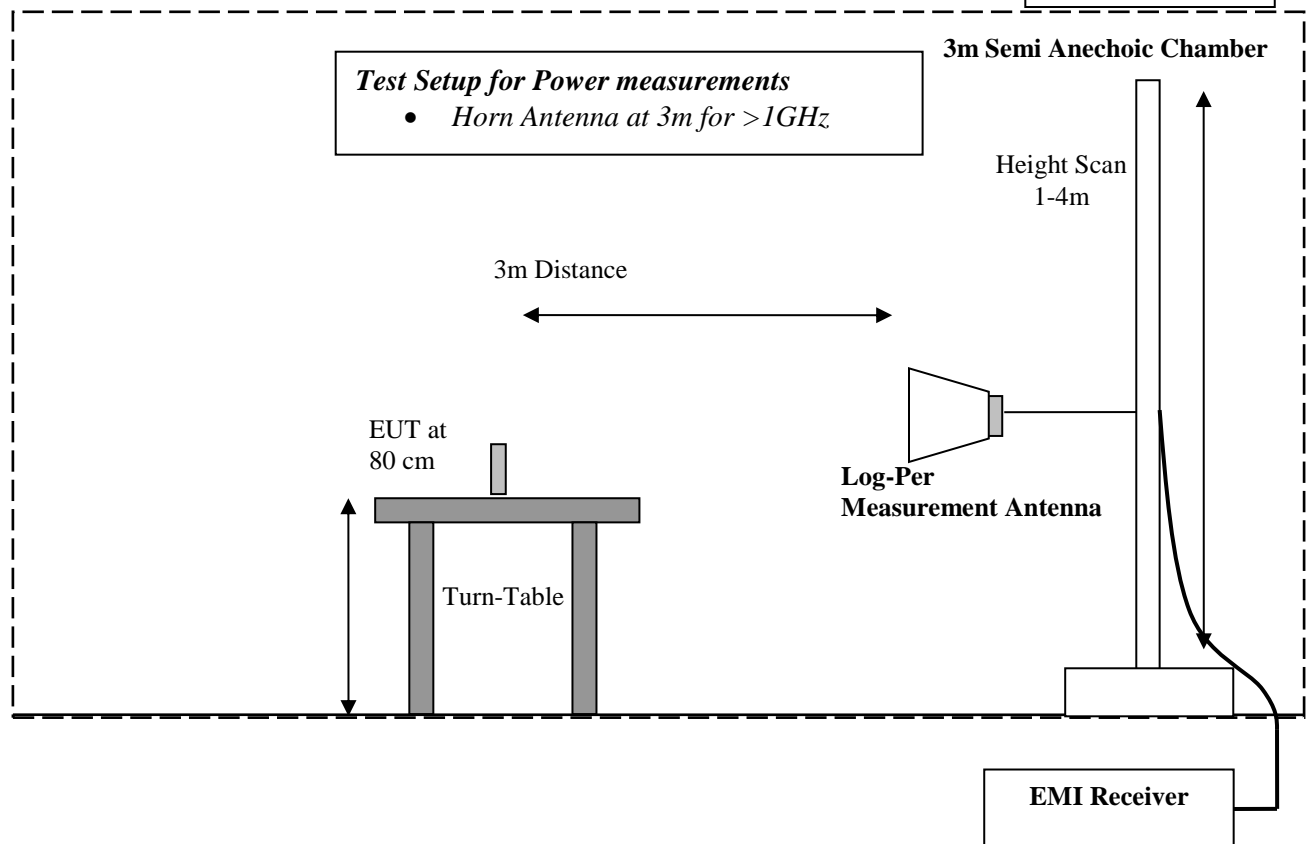 3m Semi Anechoic Chamber
Test Setup for Power measurements
• Horn Antenna at 3m for >1GHz
Height Scan
1-4m
3m Distance
EUT at
80 cm
Log-Per
Measurement Antenna
Turn-Table
EMI Receiver